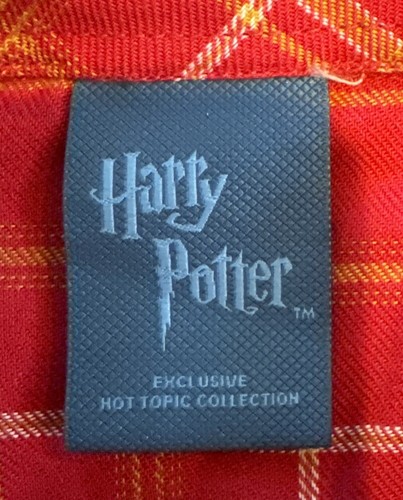 Harry
Potter
TM
EXCLUSIVE
HOT TOPIC COLLECTION